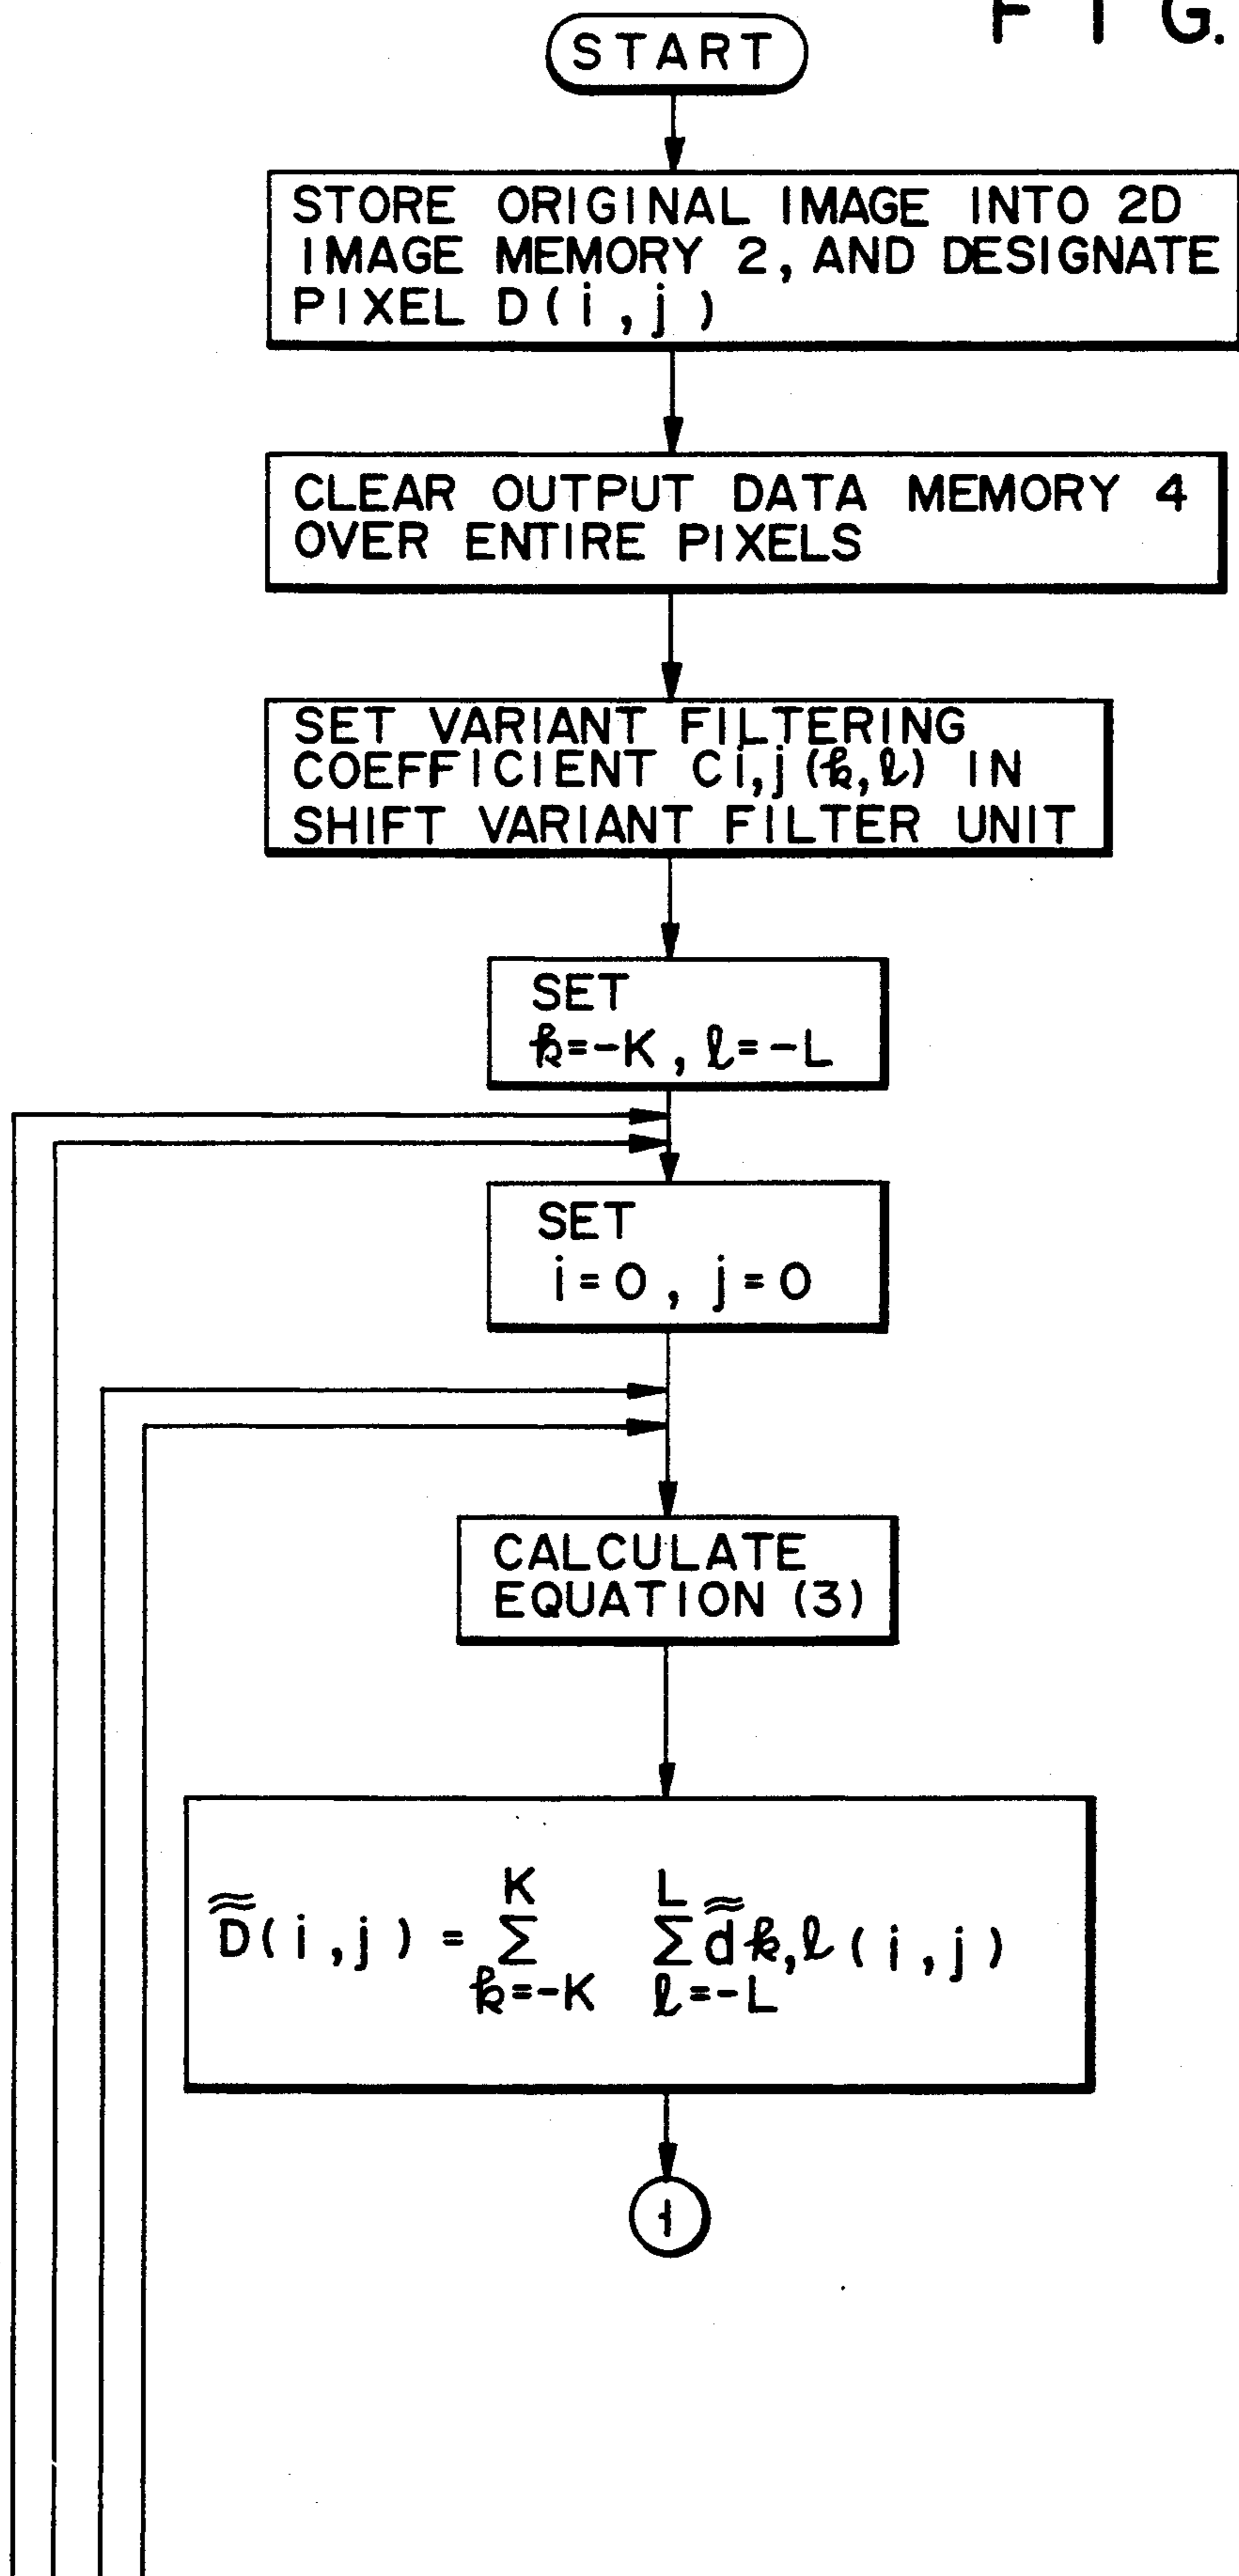 F I G.
START
STORE ORIGINAL IMAGE INTO 2D
IMAGE MEMORY 2, AND DESIGNATE
PIXEL D(i,j)
CLEAR OUTPUT DATA MEMORY 4
OVER ENTIRE PIXELS
SET VARIANT FILTERING
COEFFICIENT Ci,j(k,ℓ) IN
SHIFT VARIANT FILTER UNIT
SET
k=-K, ℓ=-L
SET
i=0, j=0
CALCULATE
EQUATION (3)
K L
D̃̃(i,j) = Σ Σ d̃̃k,ℓ(i,j)
k=-K ℓ=-L
1